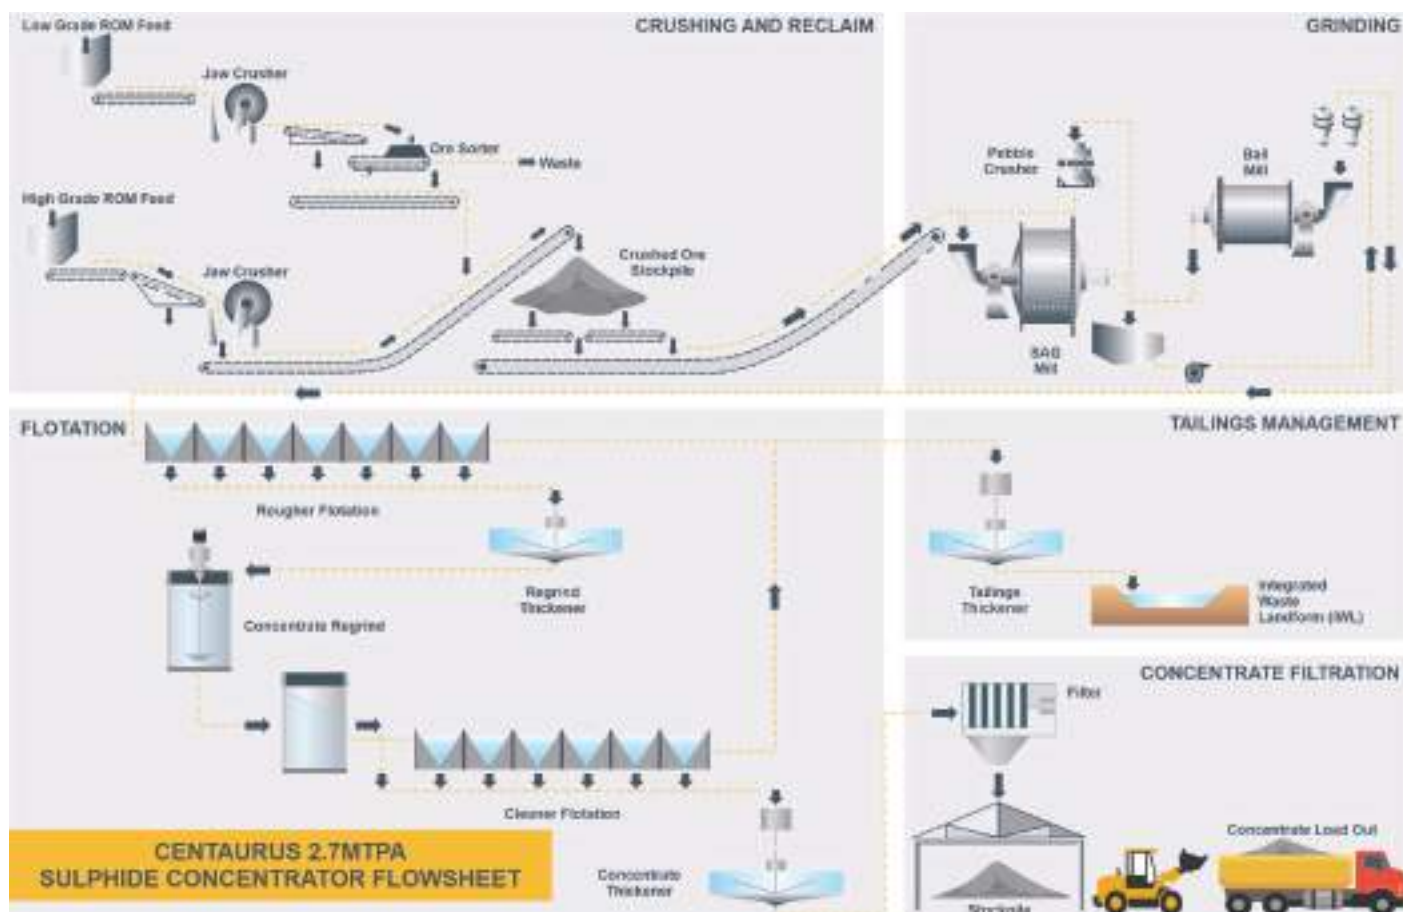 CRUSHING AND RECLAIM
Low Grade ROM Feed
Jaw Crusher
Ore Sorter
Waste
High Grade ROM Feed
Jaw Crusher
Crushed Ore
Stockpile
GRINDING
Pebble
Crusher
Ball
Mill
SAG
Mill
FLOTATION
Rougher Flotation
Regrind
Thickener
Concentrate Regrind
Cleaner Flotation
Concentrate
Thickener
TAILINGS MANAGEMENT
Tailings
Thickener
Integrated
Waste
Landform (IWL)
CONCENTRATE FILTRATION
Filter
Stockpile
Concentrate Load Out
CENTAURUS 2.7MTPA
SULPHIDE CONCENTRATOR FLOWSHEET